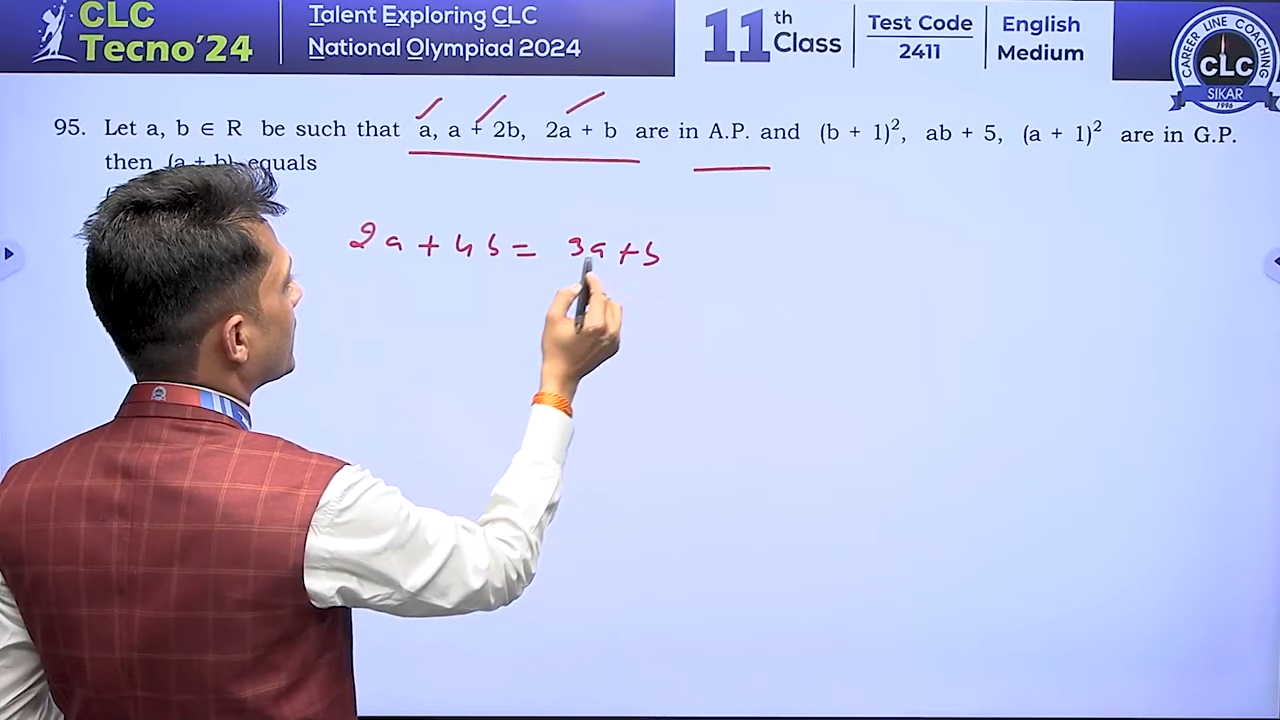 CLC
Tecno'24
Talent Exploring CLC
National Olympiad 2024
11th Class
Test Code
2411
English
Medium
CAREER LINE COACHING
CLC
SIKAR
1996
95. Let a, b ∈ R be such that a, a + 2b, 2a + b are in A.P. and (b + 1)², ab + 5, (a + 1)² are in G.P.
then (a + b) equals
2a + 4b = 3a + b